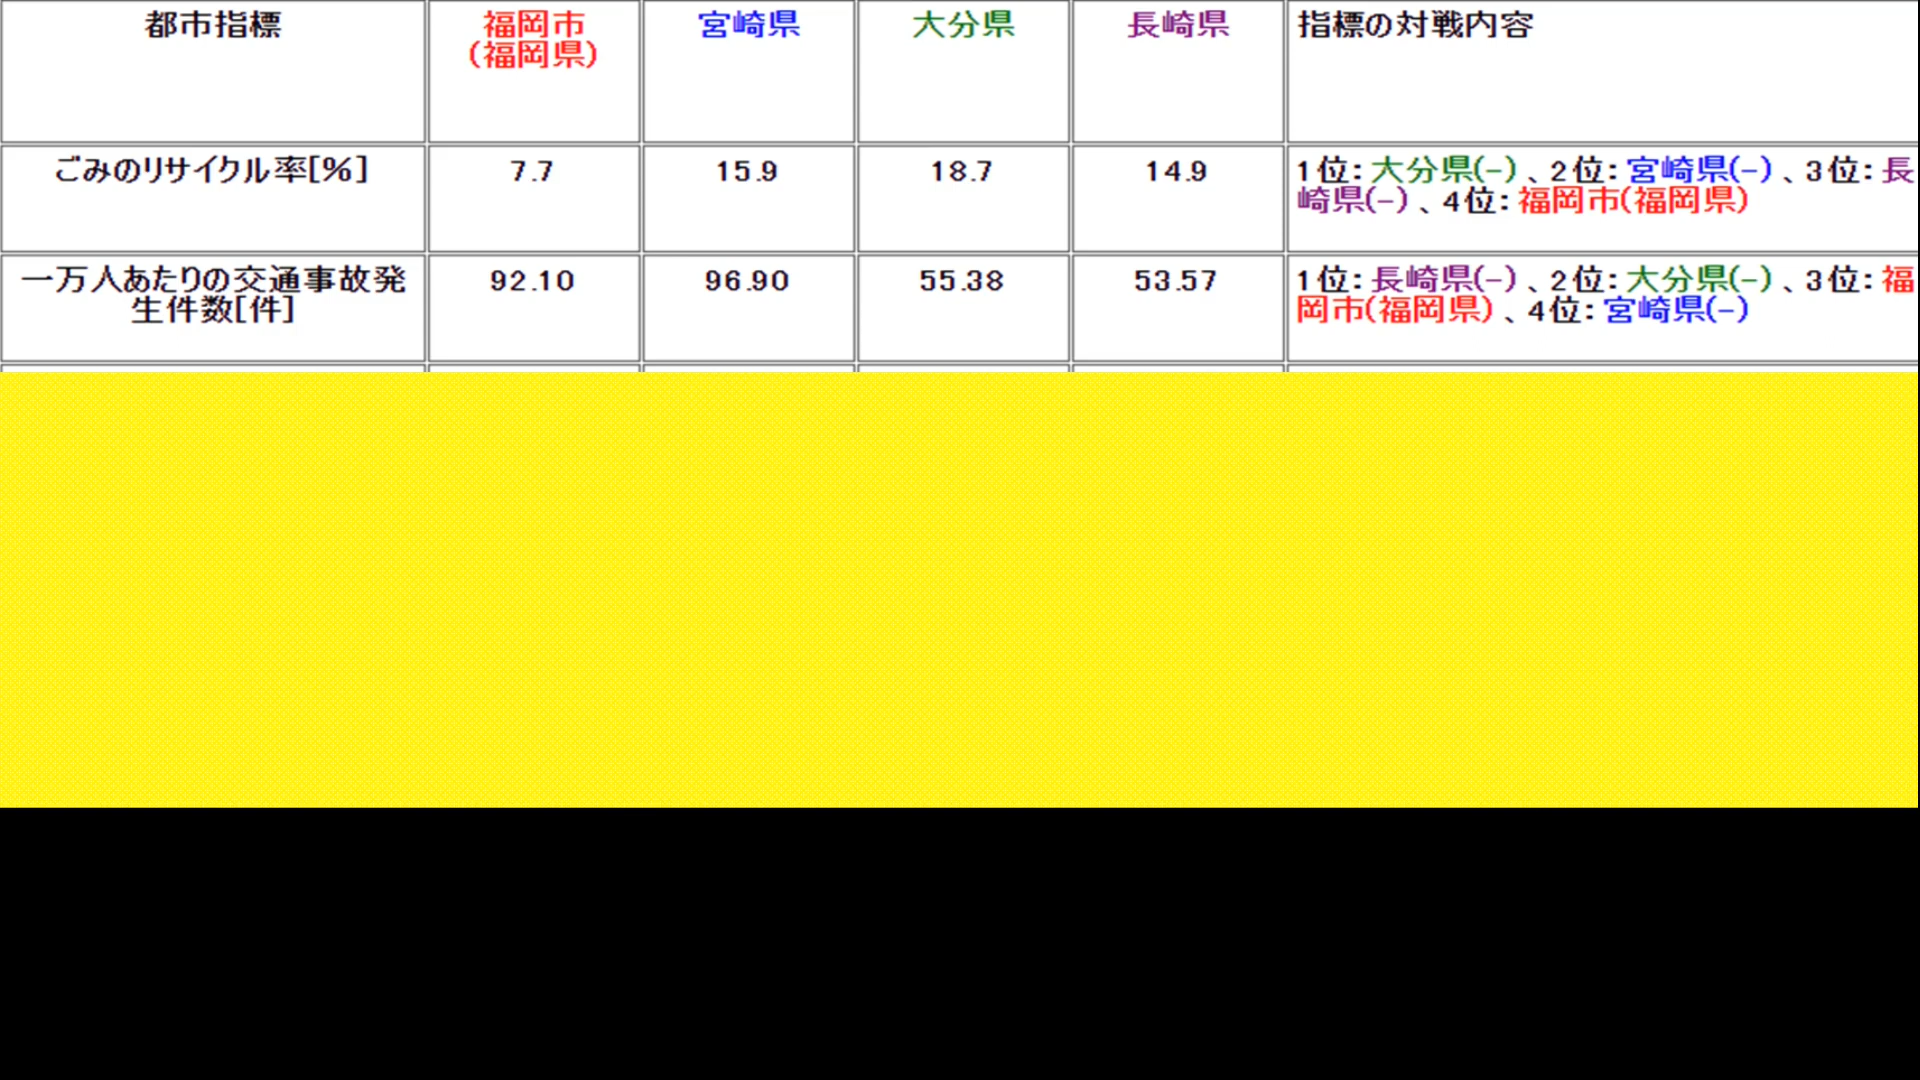 都市指標
福岡市
(福岡県)
宮崎県
大分県
長崎県
指標の対戦内容
ごみのリサイクル率[%]
7.7
15.9
18.7
14.9
1位:大分県(-)、2位:宮崎県(-)、3位:長
崎県(-)、4位:福岡市(福岡県)
一万人あたりの交通事故発
生件数[件]
92.10
96.90
55.38
53.57
1位:長崎県(-)、2位:大分県(-)、3位:福
岡市(福岡県)、4位:宮崎県(-)